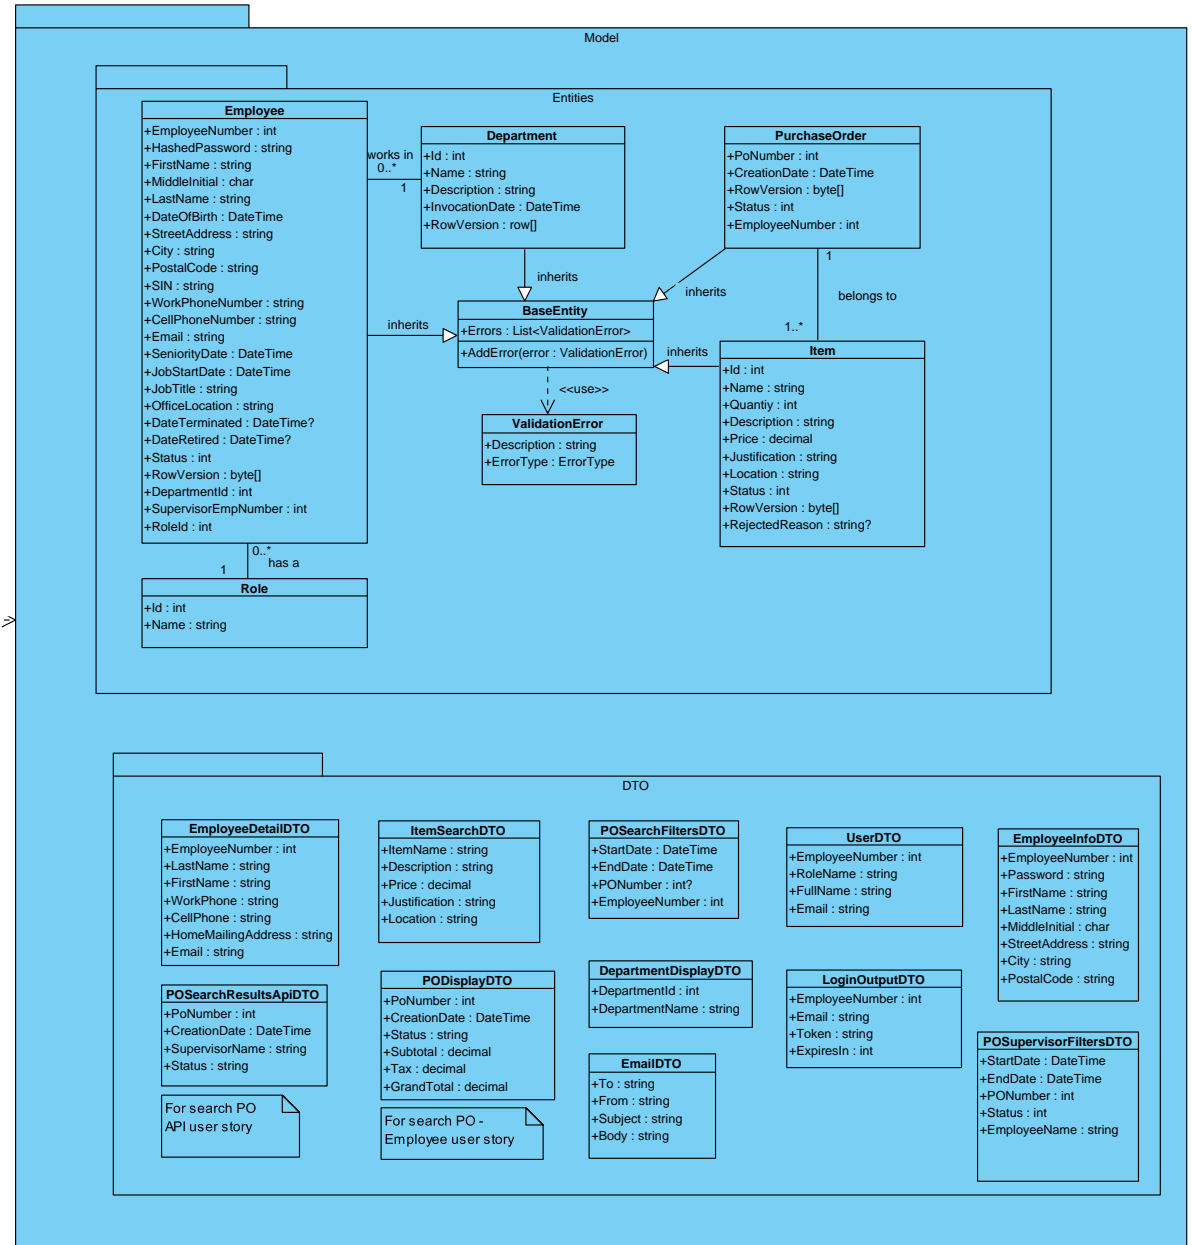 Model
Entities
Employee
+EmployeeNumber : int
+HashedPassword : string
+FirstName : string
+MiddleInitial : char
+LastName : string
+DateOfBirth : DateTime
+StreetAddress : string
+City : string
+PostalCode : string
+SIN : string
+WorkPhoneNumber : string
+CellPhoneNumber : string
+Email : string
+SeniorityDate : DateTime
+JobStartDate : DateTime
+JobTitle : string
+OfficeLocation : string
+DateTerminated : DateTime?
+DateRetired : DateTime?
+Status : int
+RowVersion : byte[]
+DepartmentId : int
+SupervisorEmpNumber : int
+RoleId : int
works in
0..*
1
Department
+Id : int
+Name : string
+Description : string
+InvocationDate : DateTime
+RowVersion : row[]
PurchaseOrder
+PoNumber : int
+CreationDate : DateTime
+RowVersion : byte[]
+Status : int
+EmployeeNumber : int
inherits
inherits
1
belongs to
1..*
inherits
BaseEntity
+Errors : List<ValidationError>
+AddError(error : ValidationError)
inherits
<<use>>
ValidationError
+Description : string
+ErrorType : ErrorType
Item
+Id : int
+Name : string
+Quantiy : int
+Description : string
+Price : decimal
+Justification : string
+Location : string
+Status : int
+RowVersion : byte[]
+RejectedReason : string?
0..*
has a
1
Role
+Id : int
+Name : string
DTO
EmployeeDetailDTO
+EmployeeNumber : int
+LastName : string
+FirstName : string
+WorkPhone : string
+CellPhone : string
+HomeMailingAddress : string
+Email : string
ItemSearchDTO
+ItemName : string
+Description : string
+Price : decimal
+Justification : string
+Location : string
POSearchFiltersDTO
+StartDate : DateTime
+EndDate : DateTime
+PONumber : int?
+EmployeeNumber : int
UserDTO
+EmployeeNumber : int
+RoleName : string
+FullName : string
+Email : string
EmployeeInfoDTO
+EmployeeNumber : int
+Password : string
+FirstName : string
+LastName : string
+MiddleInitial : char
+StreetAddress : string
+City : string
+PostalCode : string
POSearchResultsApiDTO
+PoNumber : int
+CreationDate : DateTime
+SupervisorName : string
+Status : string
For search PO
API user story
PODisplayDTO
+PoNumber : int
+CreationDate : DateTime
+Status : string
+Subtotal : decimal
+Tax : decimal
+GrandTotal : decimal
For search PO -
Employee user story
DepartmentDisplayDTO
+DepartmentId : int
+DepartmentName : string
EmailDTO
+To : string
+From : string
+Subject : string
+Body : string
LoginOutputDTO
+EmployeeNumber : int
+Email : string
+Token : string
+ExpiresIn : int
POSupervisorFiltersDTO
+StartDate : DateTime
+EndDate : DateTime
+PONumber : int
+Status : int
+EmployeeName : string